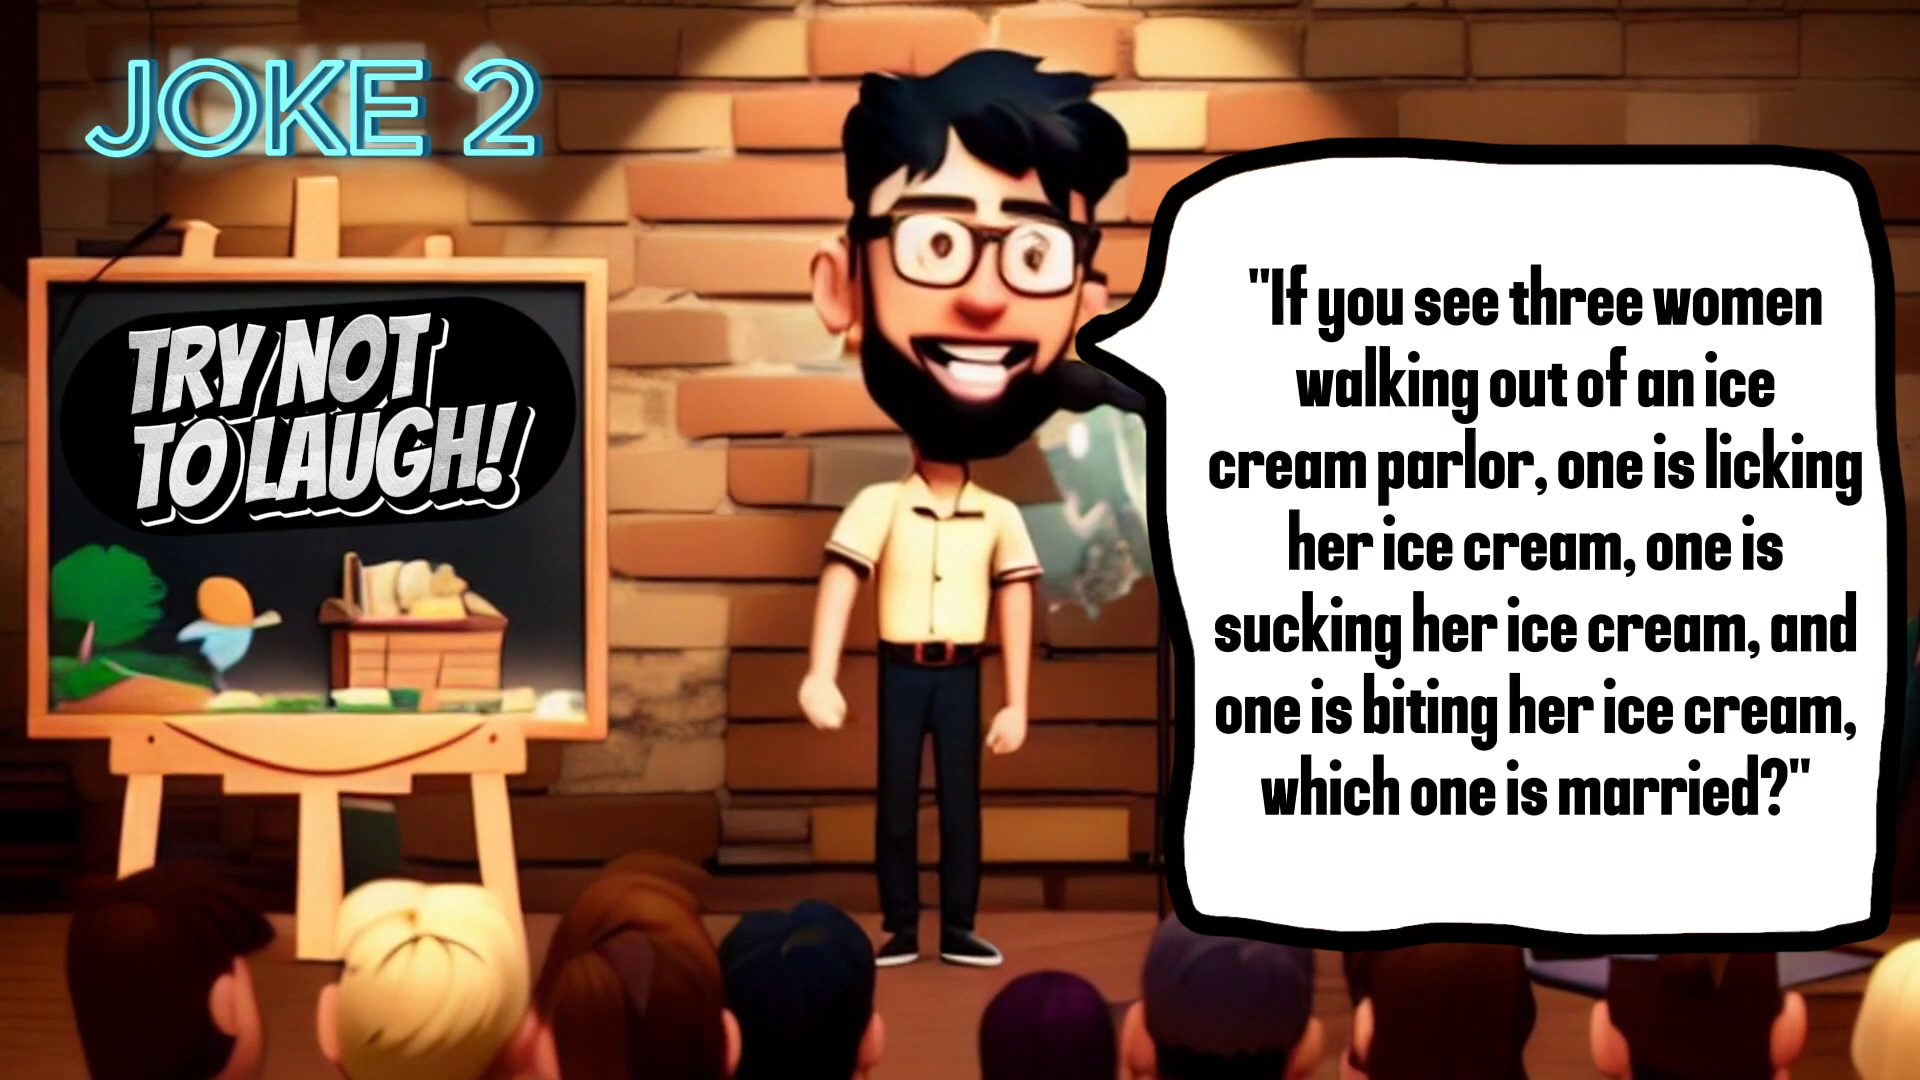 JOKE 2
TRY NOT
TO LAUGH!
"If you see three women
walking out of an ice
cream parlor, one is licking
her ice cream, one is
sucking her ice cream, and
one is biting her ice cream,
which one is married?"